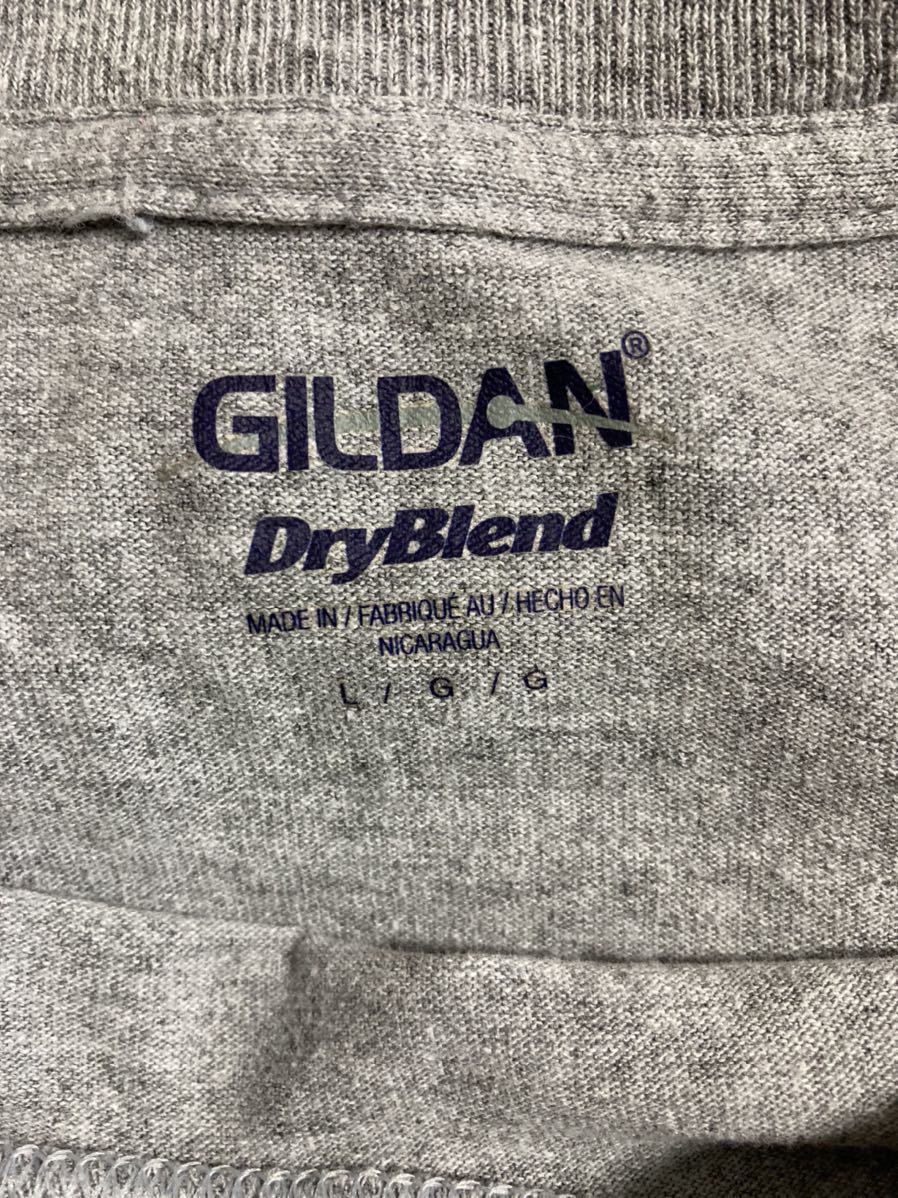 GILDAN®
DryBlend
MADE IN / FABRIQUÉ AU / HECHO EN
NICARAGUA
L / G / G